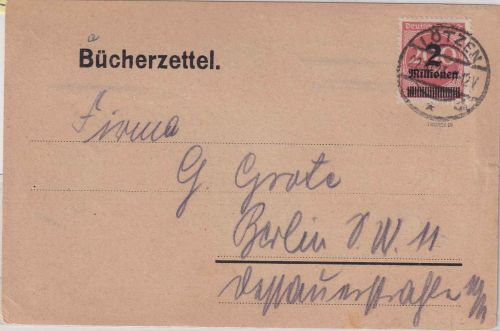 a
Bücherzettel.
Deutsches Reich
2
Millionen
LÖTZEN
Firma
G. Grote
Berlin S.W. 11
Dessauerstraße